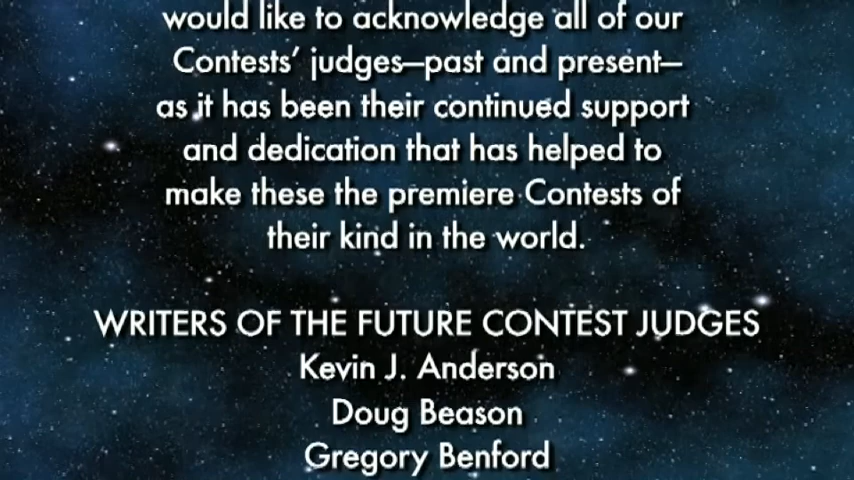 would like to acknowledge all of our
Contests’ judges—past and present—
as it has been their continued support
and dedication that has helped to
make these the premiere Contests of
their kind in the world.
WRITERS OF THE FUTURE CONTEST JUDGES
Kevin J. Anderson
Doug Beason
Gregory Benford